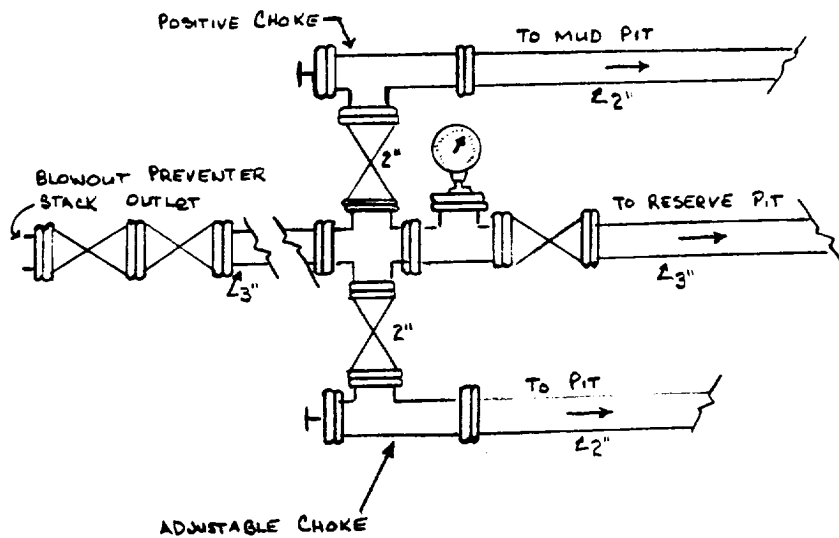 POSITIVE CHOKE
TO MUD PIT
2"
2"
BLOWOUT PREVENTER
STACK OUTLET
TO RESERVE PIT
3"
3"
2"
TO PIT
2"
ADJUSTABLE CHOKE